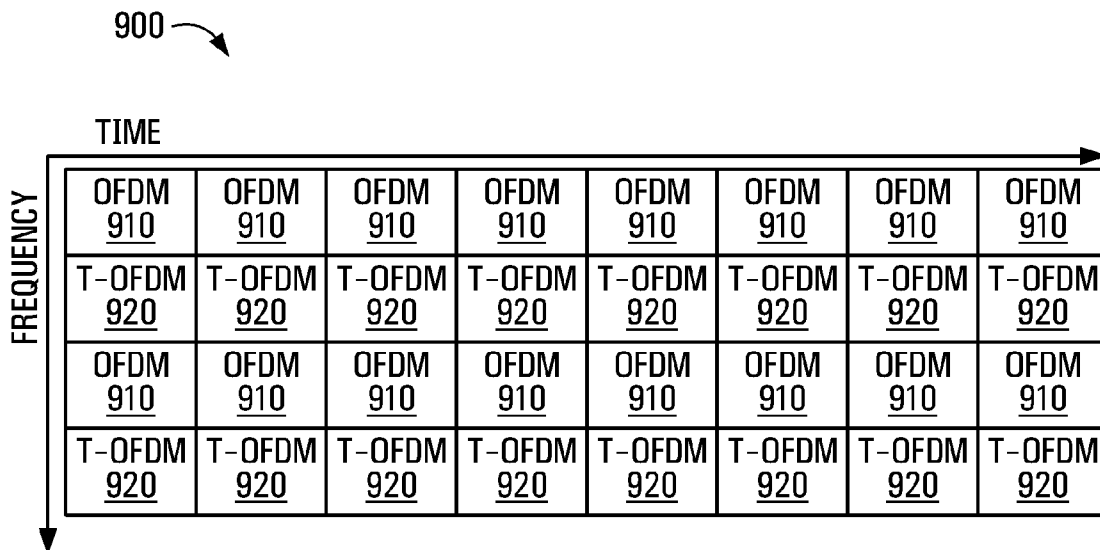 900
TIME
FREQUENCY
OFDM OFDM OFDM OFDM OFDM OFDM OFDM OFDM
910 910 910 910 910 910 910 910
T-OFDM T-OFDM T-OFDM T-OFDM T-OFDM T-OFDM T-OFDM T-OFDM
920 920 920 920 920 920 920 920
OFDM OFDM OFDM OFDM OFDM OFDM OFDM OFDM
910 910 910 910 910 910 910 910
T-OFDM T-OFDM T-OFDM T-OFDM T-OFDM T-OFDM T-OFDM T-OFDM
920 920 920 920 920 920 920 920